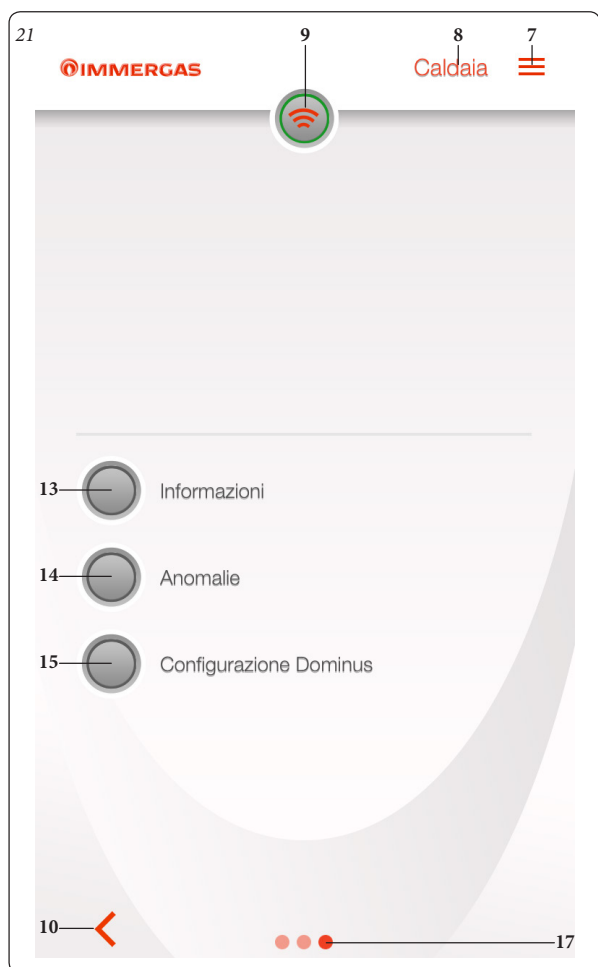 21
9
8
7
IMMERGAS
Caldaia
13
Informazioni
14
Anomalie
15
Configurazione Dominus
10
17